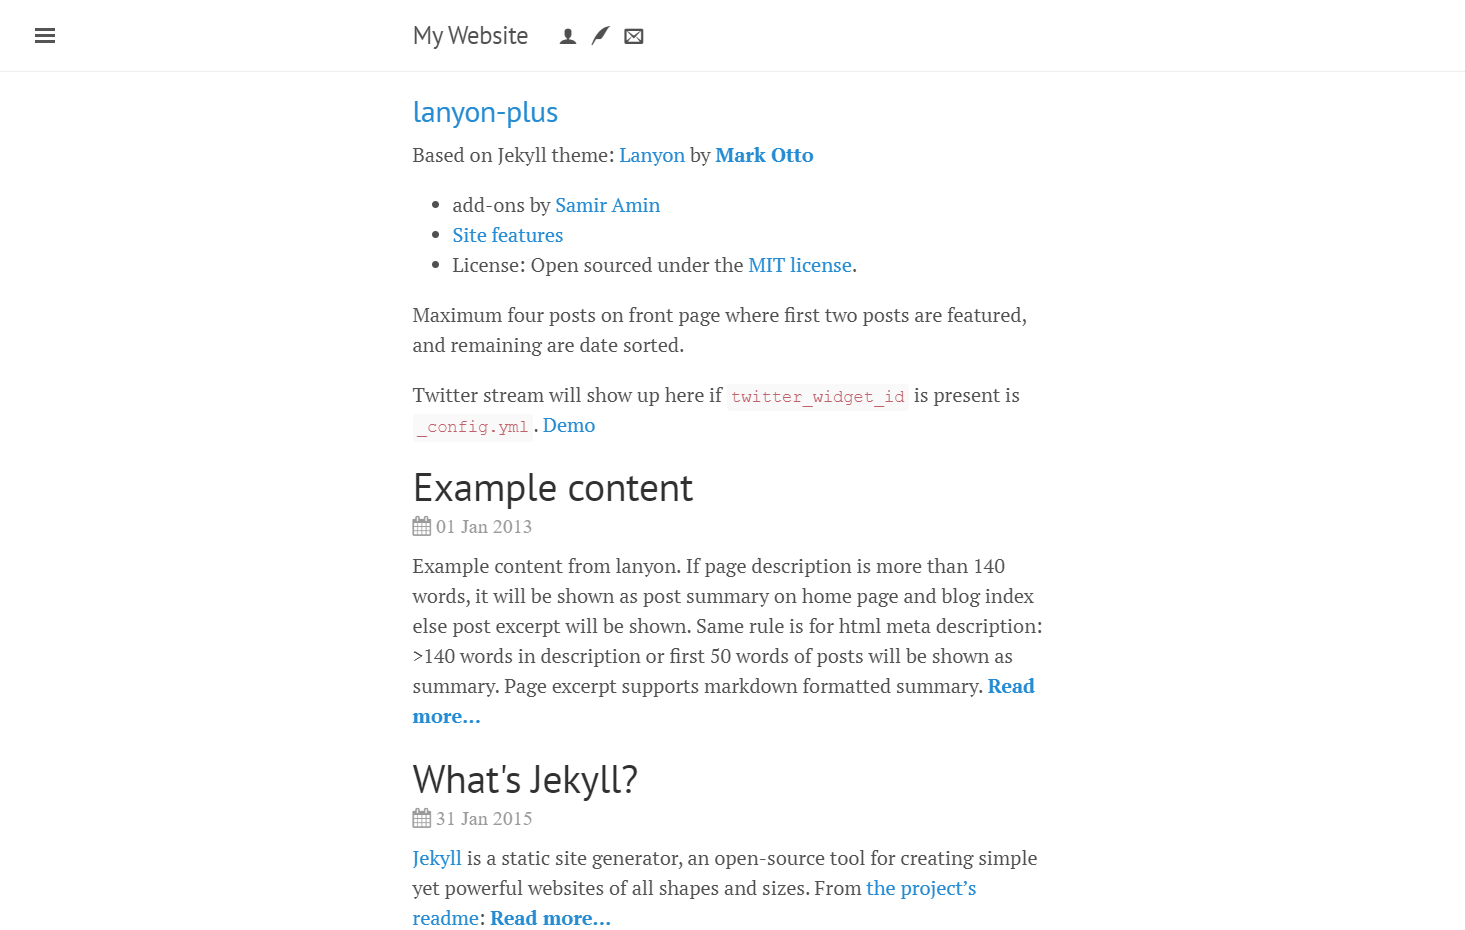 My Website
lanyon-plus
Based on Jekyll theme: Lanyon by Mark Otto
add-ons by Samir Amin
Site features
License: Open sourced under the MIT license.
Maximum four posts on front page where first two posts are featured,
and remaining are date sorted.
Twitter stream will show up here if twitter_widget_id is present is
_config.yml. Demo
Example content
01 Jan 2013
Example content from lanyon. If page description is more than 140
words, it will be shown as post summary on home page and blog index
else post excerpt will be shown. Same rule is for html meta description:
>140 words in description or first 50 words of posts will be shown as
summary. Page excerpt supports markdown formatted summary. Read
more...
What's Jekyll?
31 Jan 2015
Jekyll is a static site generator, an open-source tool for creating simple
yet powerful websites of all shapes and sizes. From the project’s
readme: Read more...